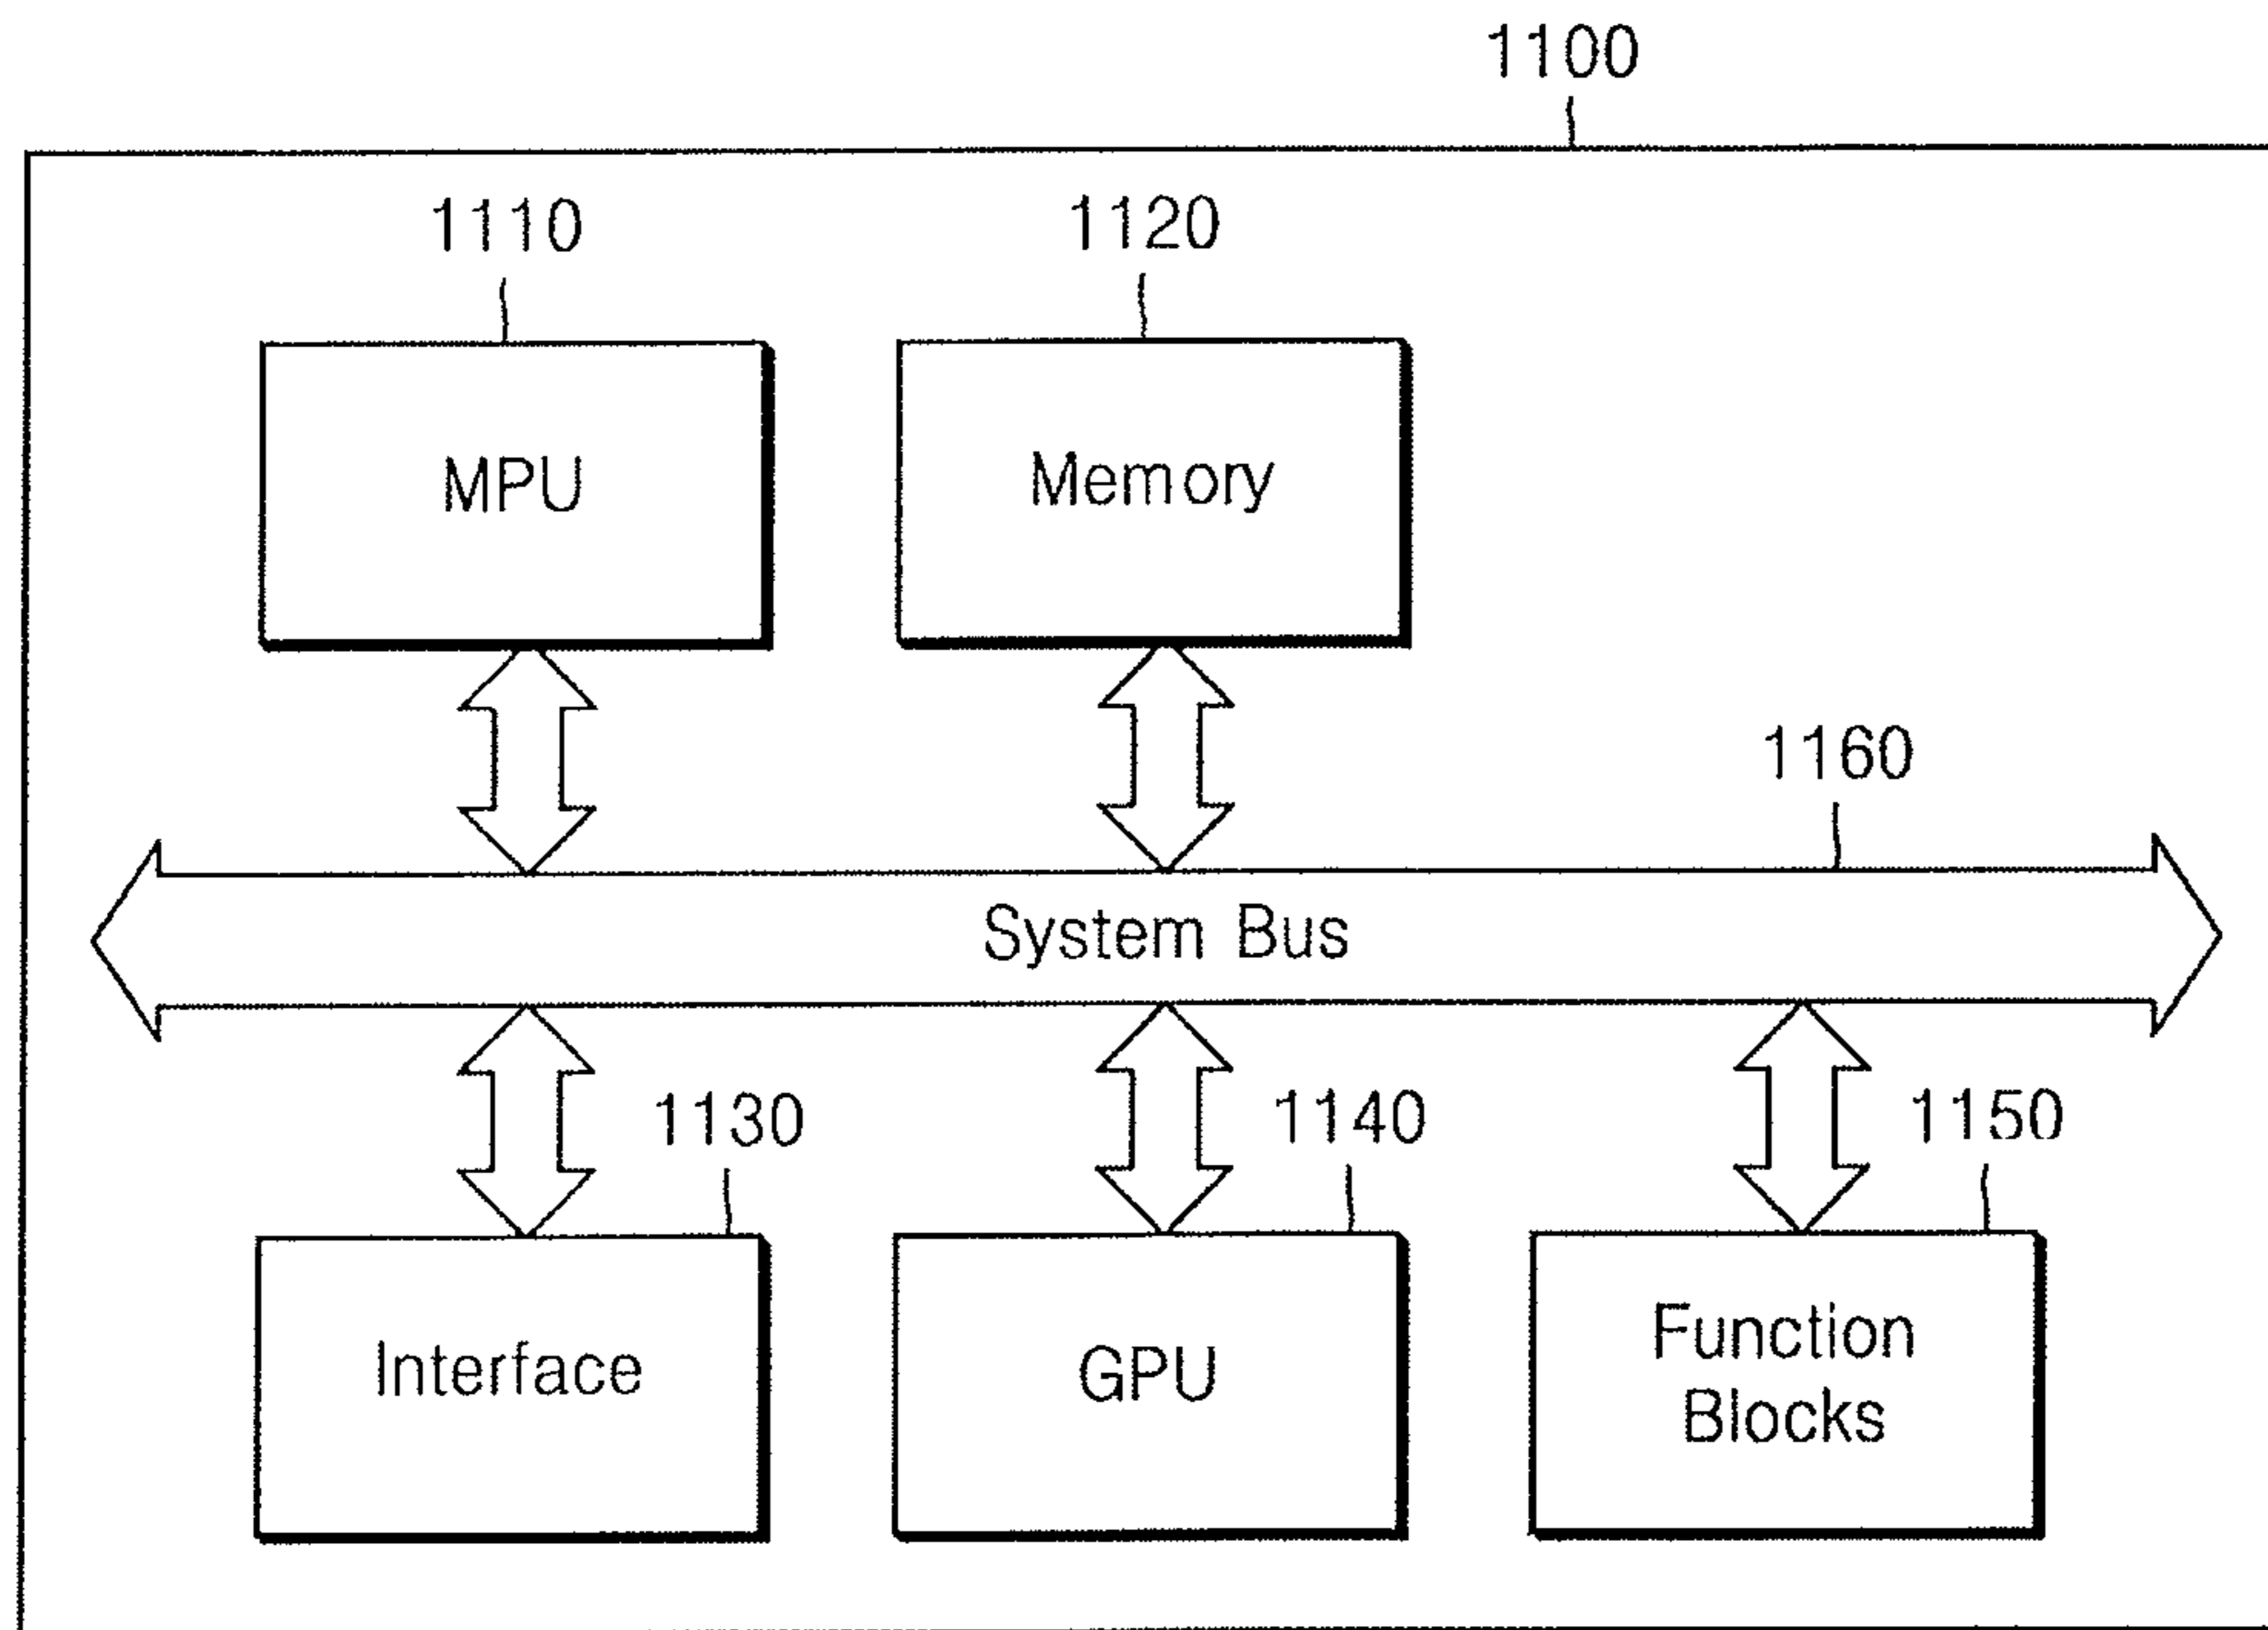 1100
1110
1120
MPU
Memory
1160
System Bus
1130
1140
1150
Interface
GPU
Function
Blocks